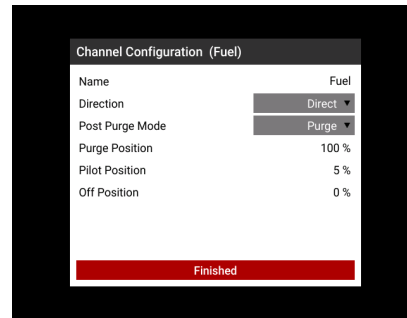 Channel Configuration (Fuel)
Name Fuel
Direction Direct
Post Purge Mode Purge
Purge Position 100 %
Pilot Position 5 %
Off Position 0 %
Finished